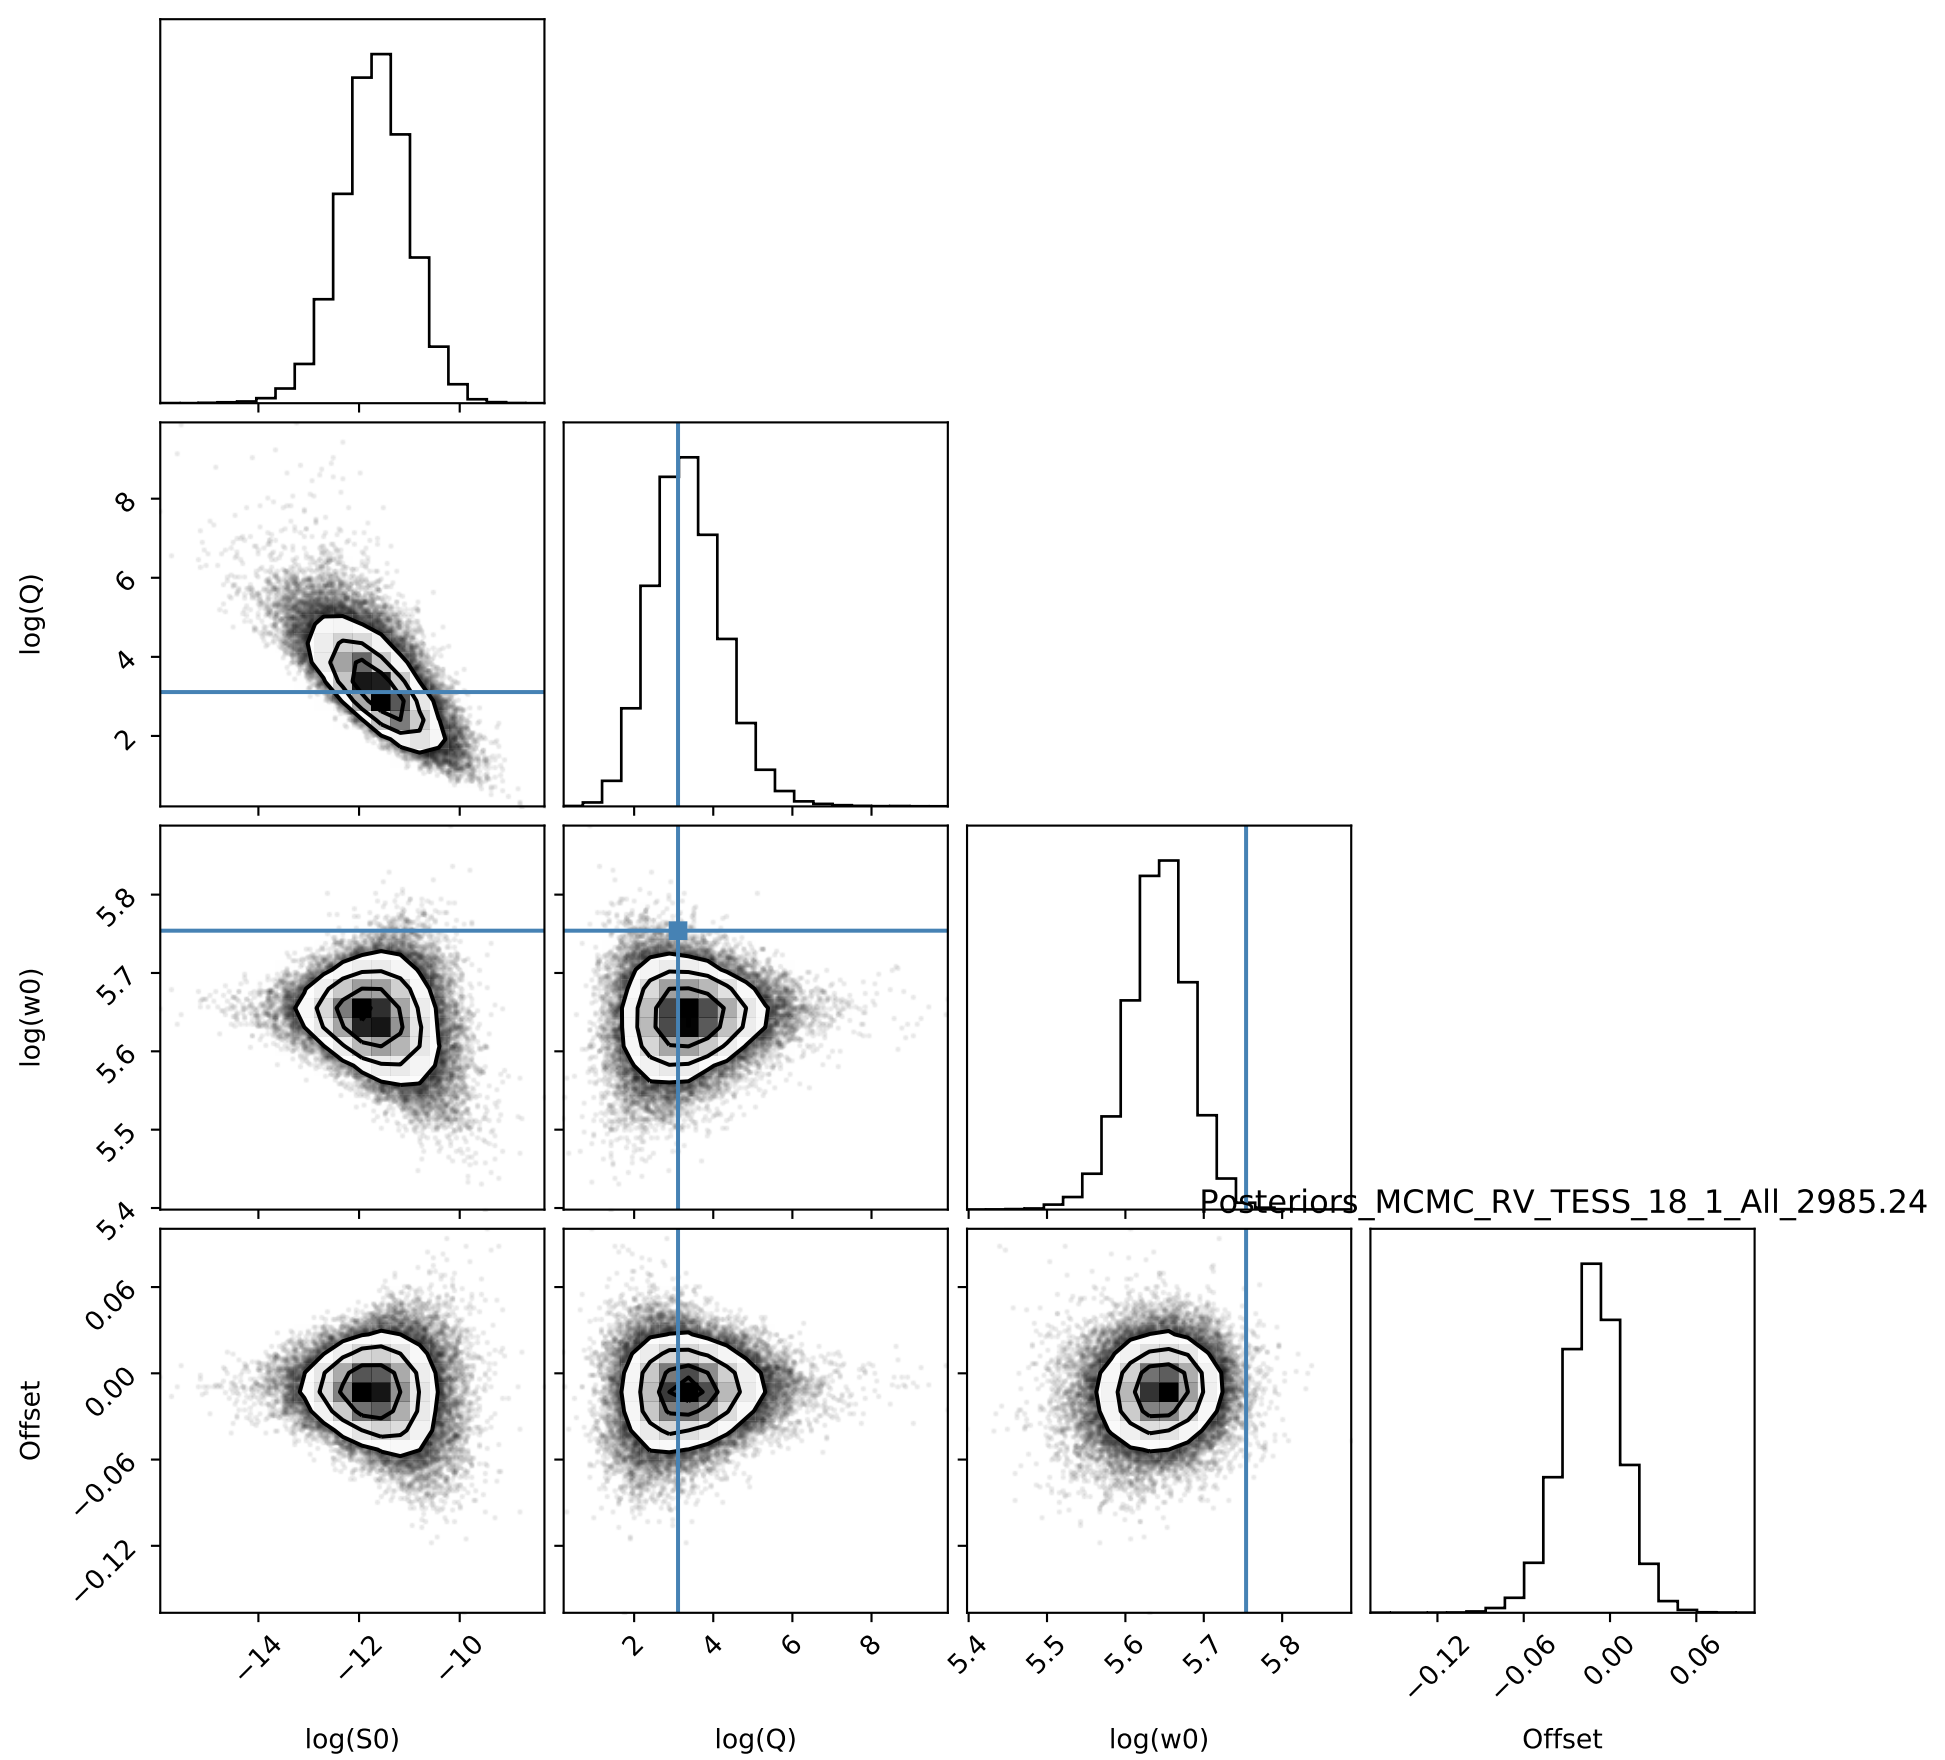 log(Q)
8
6
4
2
log(w0)
5.8
5.7
5.6
5.5
5.4
Posteriors_MCMC_RV_TESS_18_1_All_2985.24
Offset
0.06
0.00
−0.06
−0.12
−14 −12 −10 2 4 6 8 5.4 5.5 5.6 5.7 5.8 −0.12 −0.06 0.00 0.06
log(S0) log(Q) log(w0) Offset